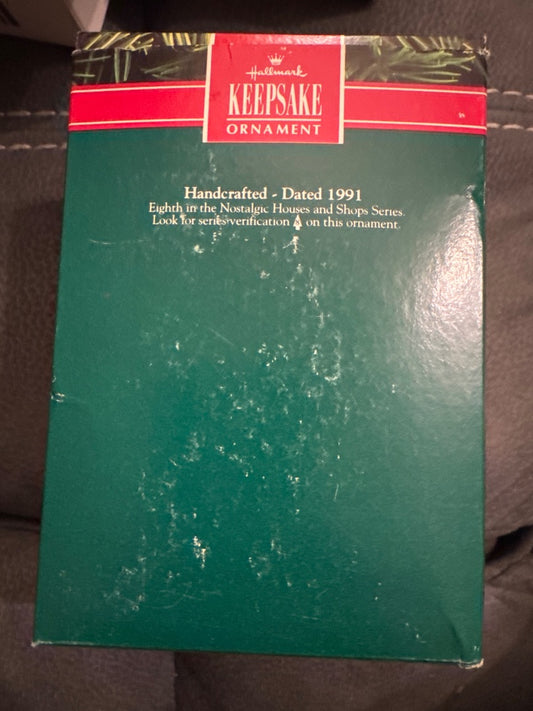 Hallmark
KEEPSAKE
ORNAMENT
Handcrafted - Dated 1991
Eighth in the Nostalgic Houses and Shops Series.
Look for series verification on this ornament.